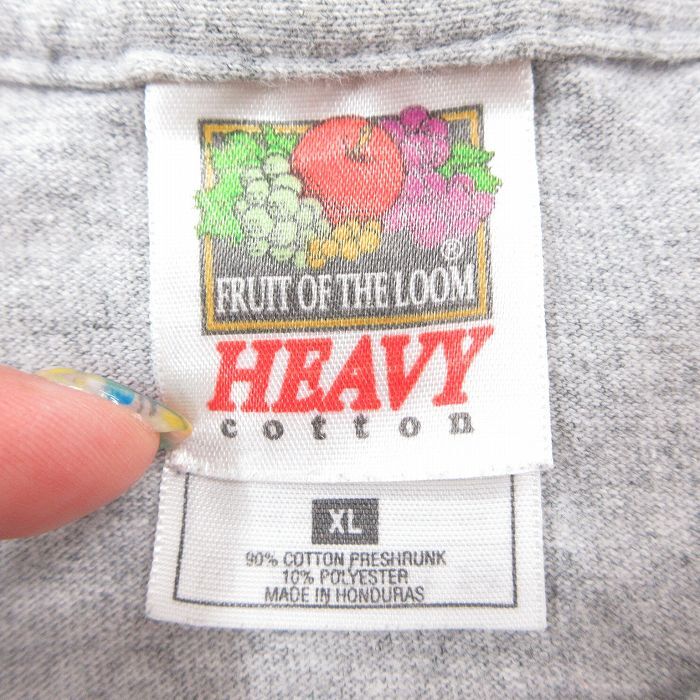 ®
FRUIT OF THE LOOM
HEAVY
cotton
XL
90% COTTON PRESHRUNK
10% POLYESTER
MADE IN HONDURAS